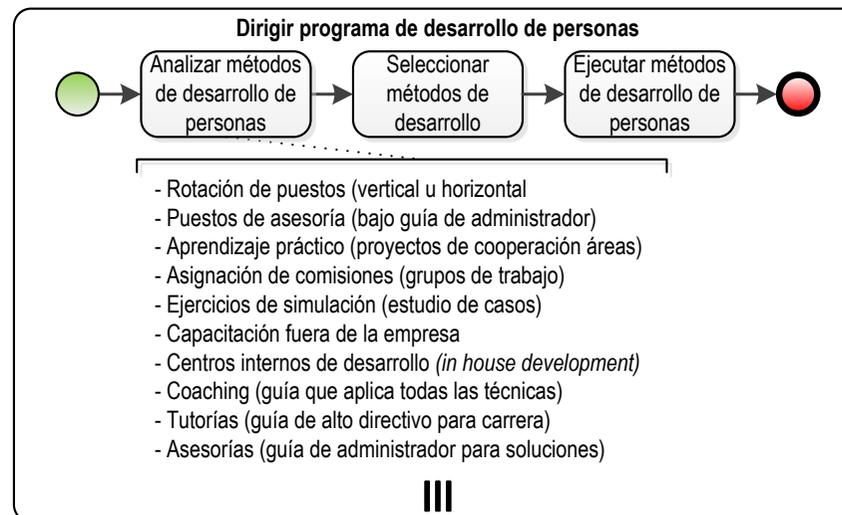 Dirigir programa de desarrollo de personas
Analizar métodos
de desarrollo de
personas
Seleccionar
métodos de
desarrollo
Ejecutar métodos
de desarrollo de
personas
- Rotación de puestos (vertical u horizontal
- Puestos de asesoría (bajo guía de administrador)
- Aprendizaje práctico (proyectos de cooperación áreas)
- Asignación de comisiones (grupos de trabajo)
- Ejercicios de simulación (estudio de casos)
- Capacitación fuera de la empresa
- Centros internos de desarrollo (in house development)
- Coaching (guía que aplica todas las técnicas)
- Tutorías (guía de alto directivo para carrera)
- Asesorías (guía de administrador para soluciones)